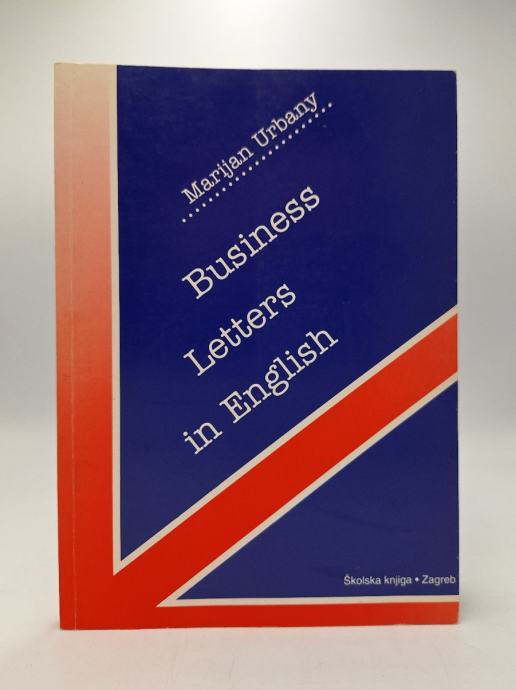 Marijan Urbany
Business
Letters
in English
Školska knjiga • Zagreb